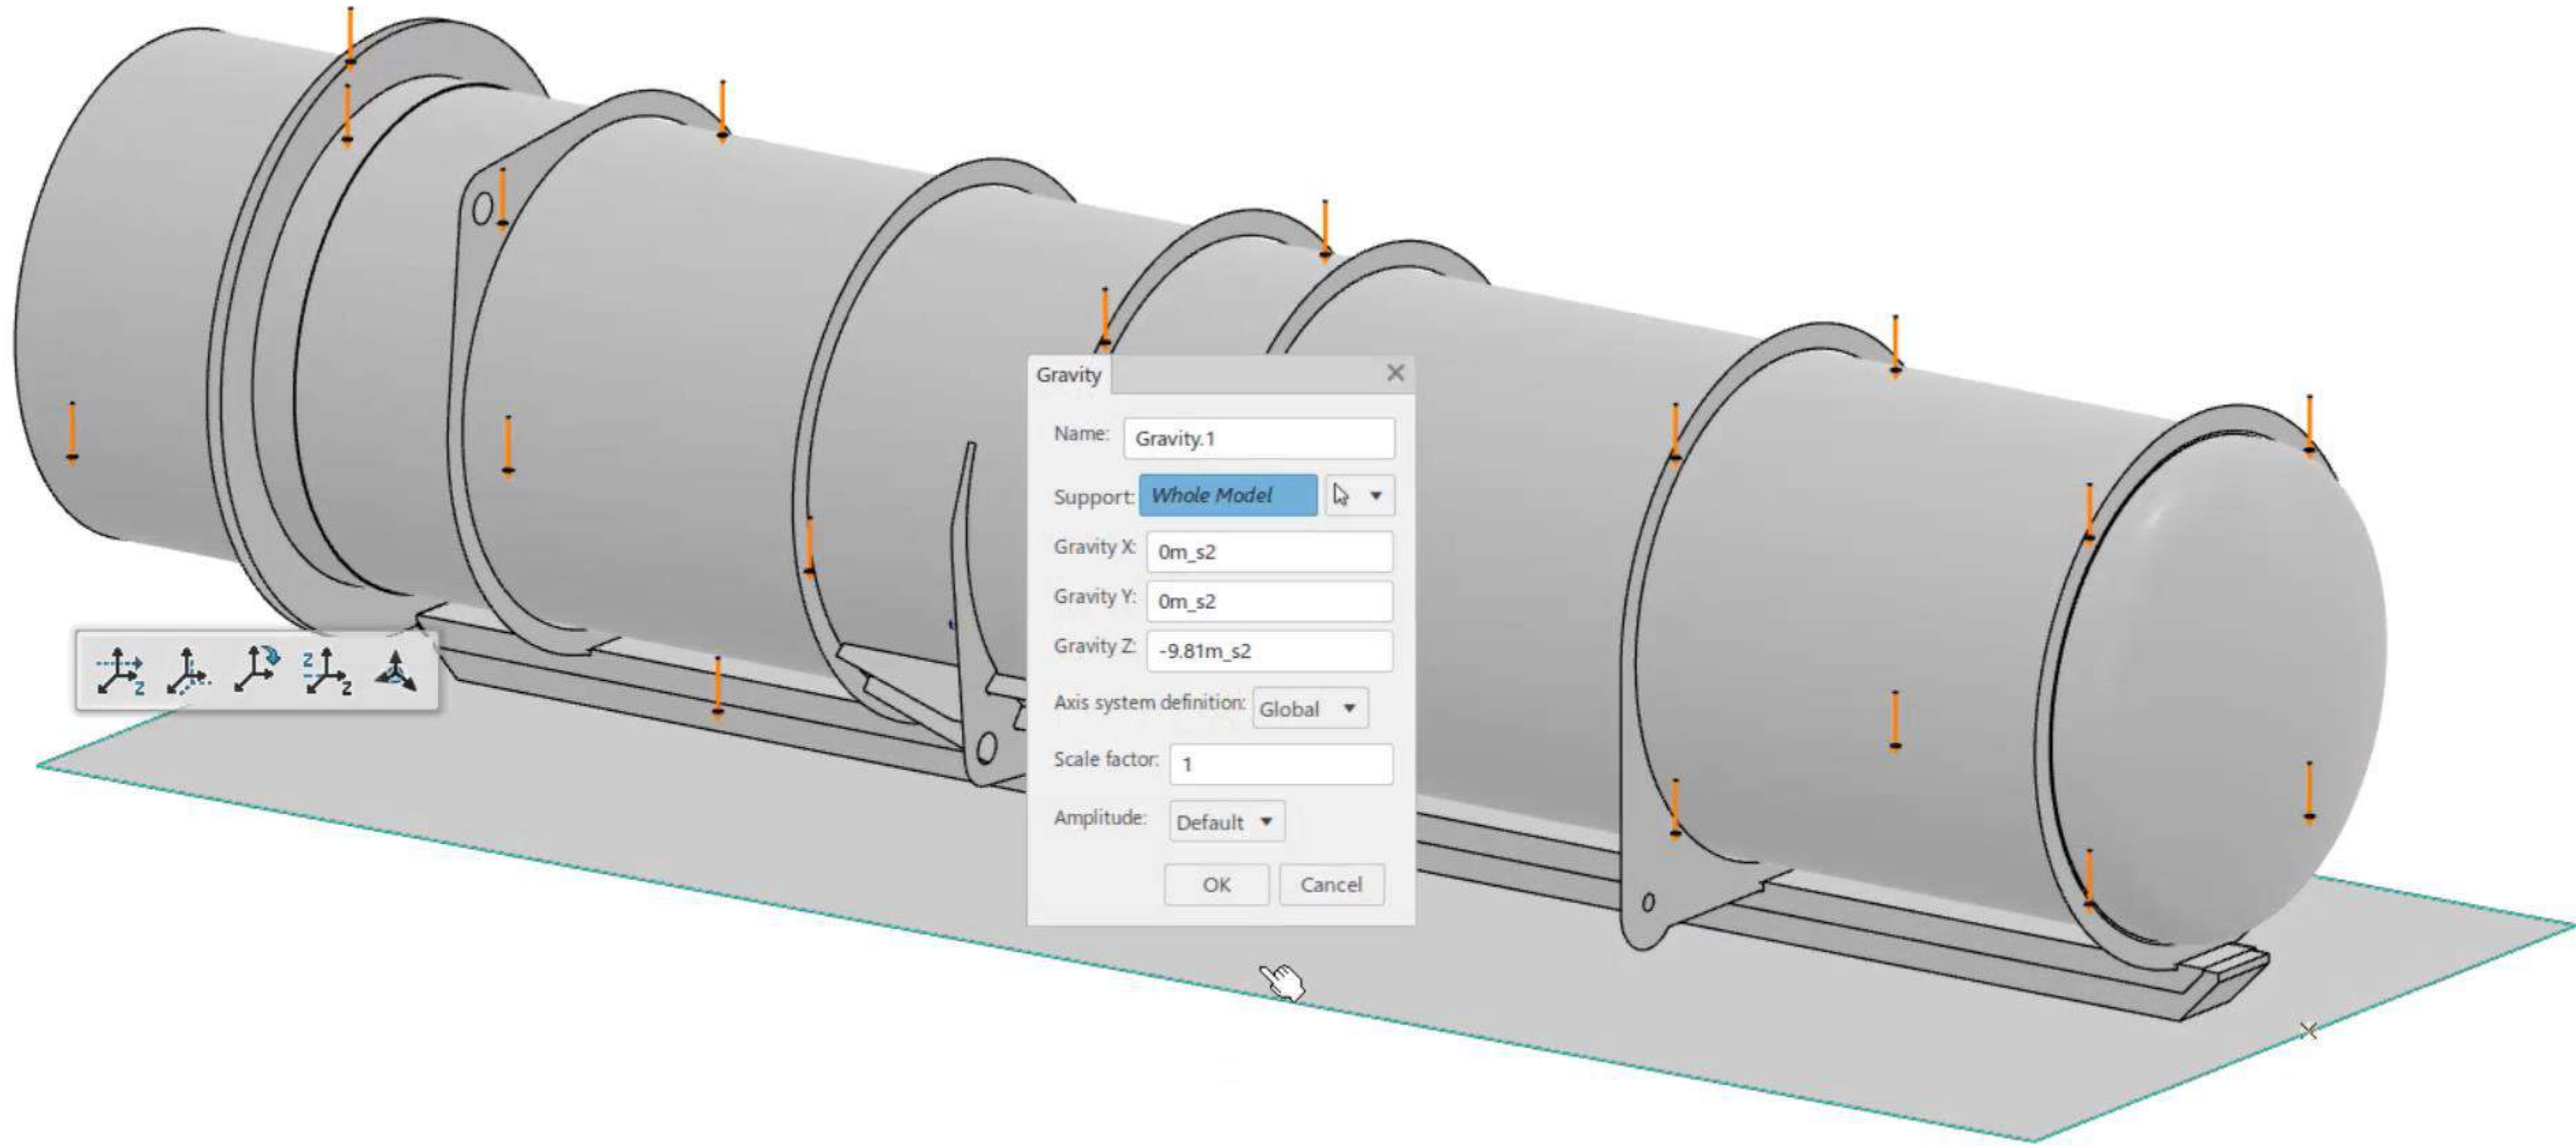 Gravity
Name: Gravity.1
Support: Whole Model
Gravity X: 0m_s2
Gravity Y: 0m_s2
Gravity Z: -9.81m_s2
Axis system definition: Global
Scale factor: 1
Amplitude: Default
OK Cancel
z z z